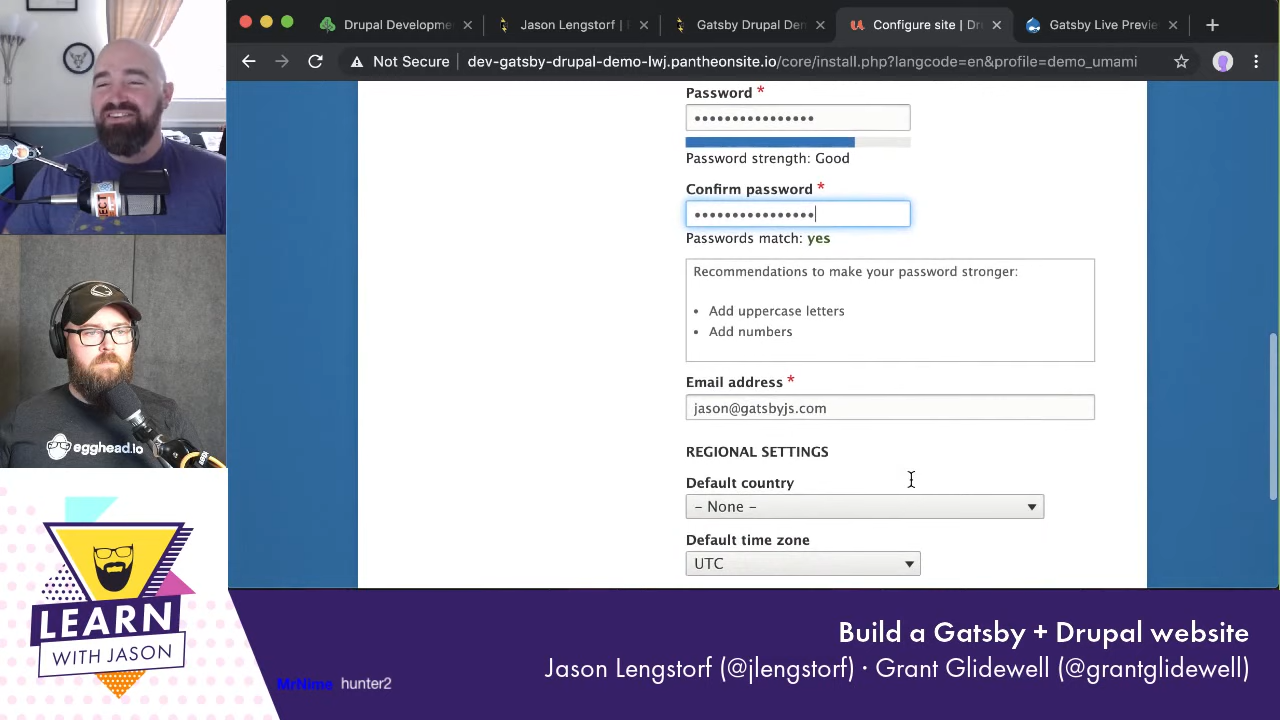 Drupal Developme
Jason Lengstorf |
Gatsby Drupal Den
Configure site | Dr
Gatsby Live Previe
Not Secure
dev-gatsby-drupal-demo-lwj.pantheonsite.io/core/install.php?langcode=en&profile=demo_umami
Password *
••••••••••••••••
Password strength: Good
Confirm password *
••••••••••••••••
Passwords match: yes
Recommendations to make your password stronger:
• Add uppercase letters
• Add numbers
Email address *
jason@gatsbyjs.com
REGIONAL SETTINGS
Default country
- None -
Default time zone
UTC
egghead.io
LEARN
WITH JASON
MrNime hunter2
Build a Gatsby + Drupal website
Jason Lengstorf (@jlengstorf) · Grant Glidewell (@grantglidewell)